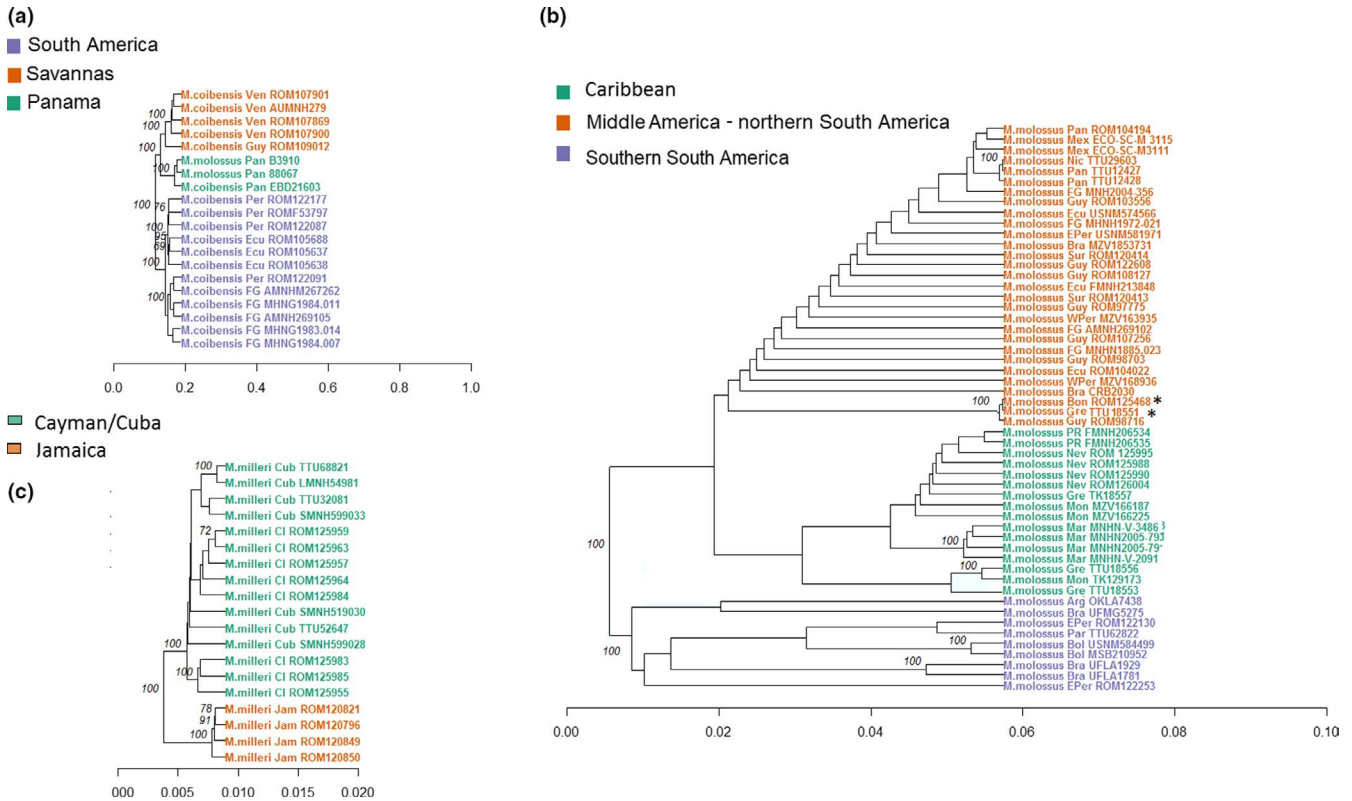 (a)
South America
Savannas
Panama
M.coibensis Ven ROM107901
M.coibensis Ven AUMNH279
M.coibensis Ven ROM107869
M.coibensis Ven ROM107900
M.coibensis Guy ROM109012
M.molossus Pan B3910
M.molossus Pan 88067
M.coibensis Pan EBD21603
M.coibensis Per ROM122177
M.coibensis Per ROMF53797
M.coibensis Per ROM122087
M.coibensis Ecu ROM105688
M.coibensis Ecu ROM105637
M.coibensis Ecu ROM105638
M.coibensis Per ROM122091
M.coibensis FG AMNHM267262
M.coibensis FG MHNG1984.011
M.coibensis FG AMNH269105
M.coibensis FG MHNG1983.014
M.coibensis FG MHNG1984.007
100
100
100
100
100
76
100
95
69
100
100
0.0 0.2 0.4 0.6 0.8 1.0
Cayman/Cuba
Jamaica
(c)
M.milleri Cub TTU68821
M.milleri Cub LMNH54981
M.milleri Cub TTU32081
M.milleri Cub SMNH599033
M.milleri CI ROM125959
M.milleri CI ROM125963
M.milleri CI ROM125957
M.milleri CI ROM125964
M.milleri CI ROM125984
M.milleri Cub SMNH519030
M.milleri Cub TTU52647
M.milleri Cub SMNH599028
M.milleri CI ROM125983
M.milleri CI ROM125985
M.milleri CI ROM125955
M.milleri Jam ROM120821
M.milleri Jam ROM120796
M.milleri Jam ROM120849
M.milleri Jam ROM120850
100
72
100
100
100
78
91
100
000 0.005 0.010 0.015 0.020
(b)
Caribbean
Middle America - northern South America
Southern South America
M.molossus Pan ROM104194
M.molossus Mex ECO-SC-M 3115
M.molossus Mex ECO-SC-M3111
M.molossus Nic TTU29603
M.molossus Pan TTU12427
M.molossus Pan TTU12428
M.molossus FG MNH2004-356
M.molossus Guy ROM103556
M.molossus Ecu USNM574566
M.molossus FG MHNH1972-021
M.molossus EPer USNM581971
M.molossus Bra MZV1853731
M.molossus Sur ROM120414
M.molossus Guy ROM122608
M.molossus Guy ROM108127
M.molossus Ecu FMNH213848
M.molossus Sur ROM120413
M.molossus Guy ROM97775
M.molossus WPer MZV163935
M.molossus FG AMNH269102
M.molossus Guy ROM107256
M.molossus FG MNHN1885.023
M.molossus Guy ROM98703
M.molossus Ecu ROM104022
M.molossus WPer MZV168936
M.molossus Bra CRB2030
M.molossus Bon ROM125468 *
M.molossus Gre TTU18551 *
M.molossus Guy ROM98716
M.molossus PR FMNH206534
M.molossus PR FMNH206535
M.molossus Nev ROM 125995
M.molossus Nev ROM125988
M.molossus Nev ROM125990
M.molossus Nev ROM126004
M.molossus Gre TK18557
M.molossus Mon MZV166187
M.molossus Mon MZV166225
M.molossus Mar MNHN-V-3486
M.molossus Mar MNHN2005-79
M.molossus Mar MNHN2005-79
M.molossus Mar MNHN-V-2091
M.molossus Gre TTU18556
M.molossus Mon TK129173
M.molossus Gre TTU18553
M.molossus Arg OKLA7438
M.molossus Bra UFMG5275
M.molossus EPer ROM122130
M.molossus Par TTU62822
M.molossus Bol USNM584499
M.molossus Bol MSB210952
M.molossus Bra UFLA1929
M.molossus Bra UFLA1781
M.molossus EPer ROM122253
100
100
100
100
100
100
100
100
0.00 0.02 0.04 0.06 0.08 0.10